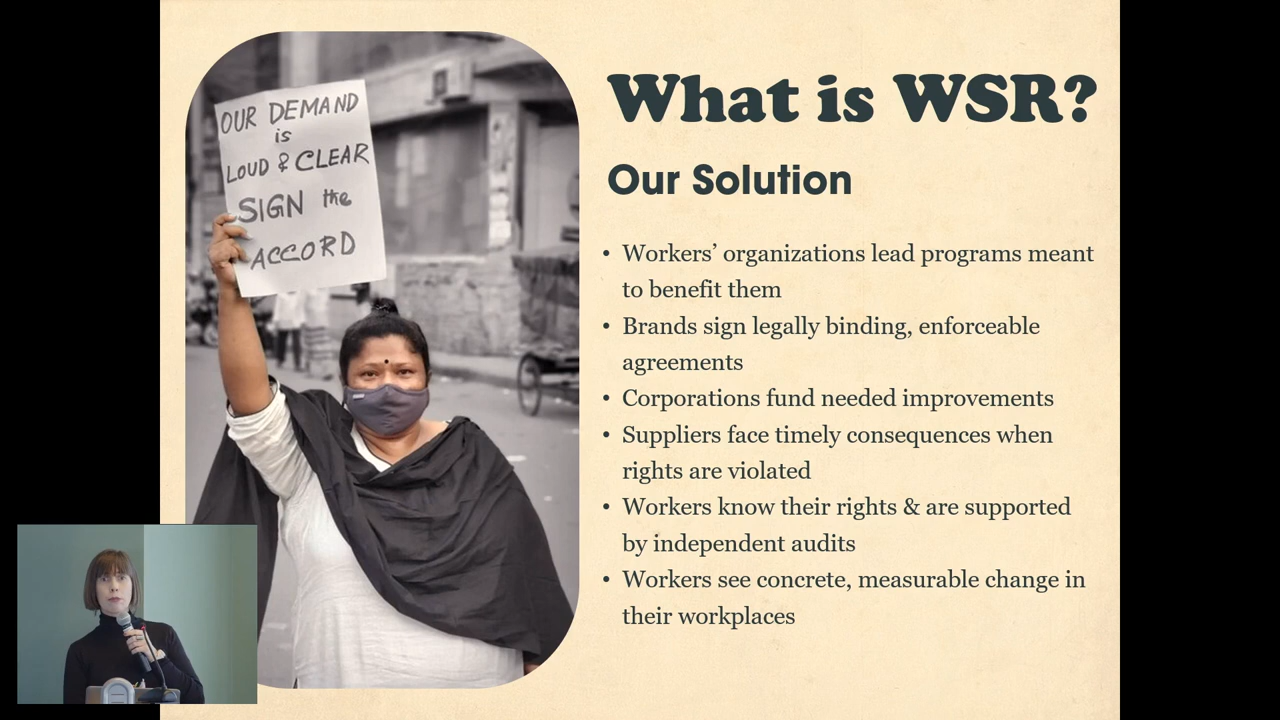 OUR DEMAND
is
LOUD & CLEAR
SIGN the
ACCORD
What is WSR?
Our Solution
• Workers’ organizations lead programs meant
to benefit them
• Brands sign legally binding, enforceable
agreements
• Corporations fund needed improvements
• Suppliers face timely consequences when
rights are violated
• Workers know their rights & are supported
by independent audits
• Workers see concrete, measurable change in
their workplaces